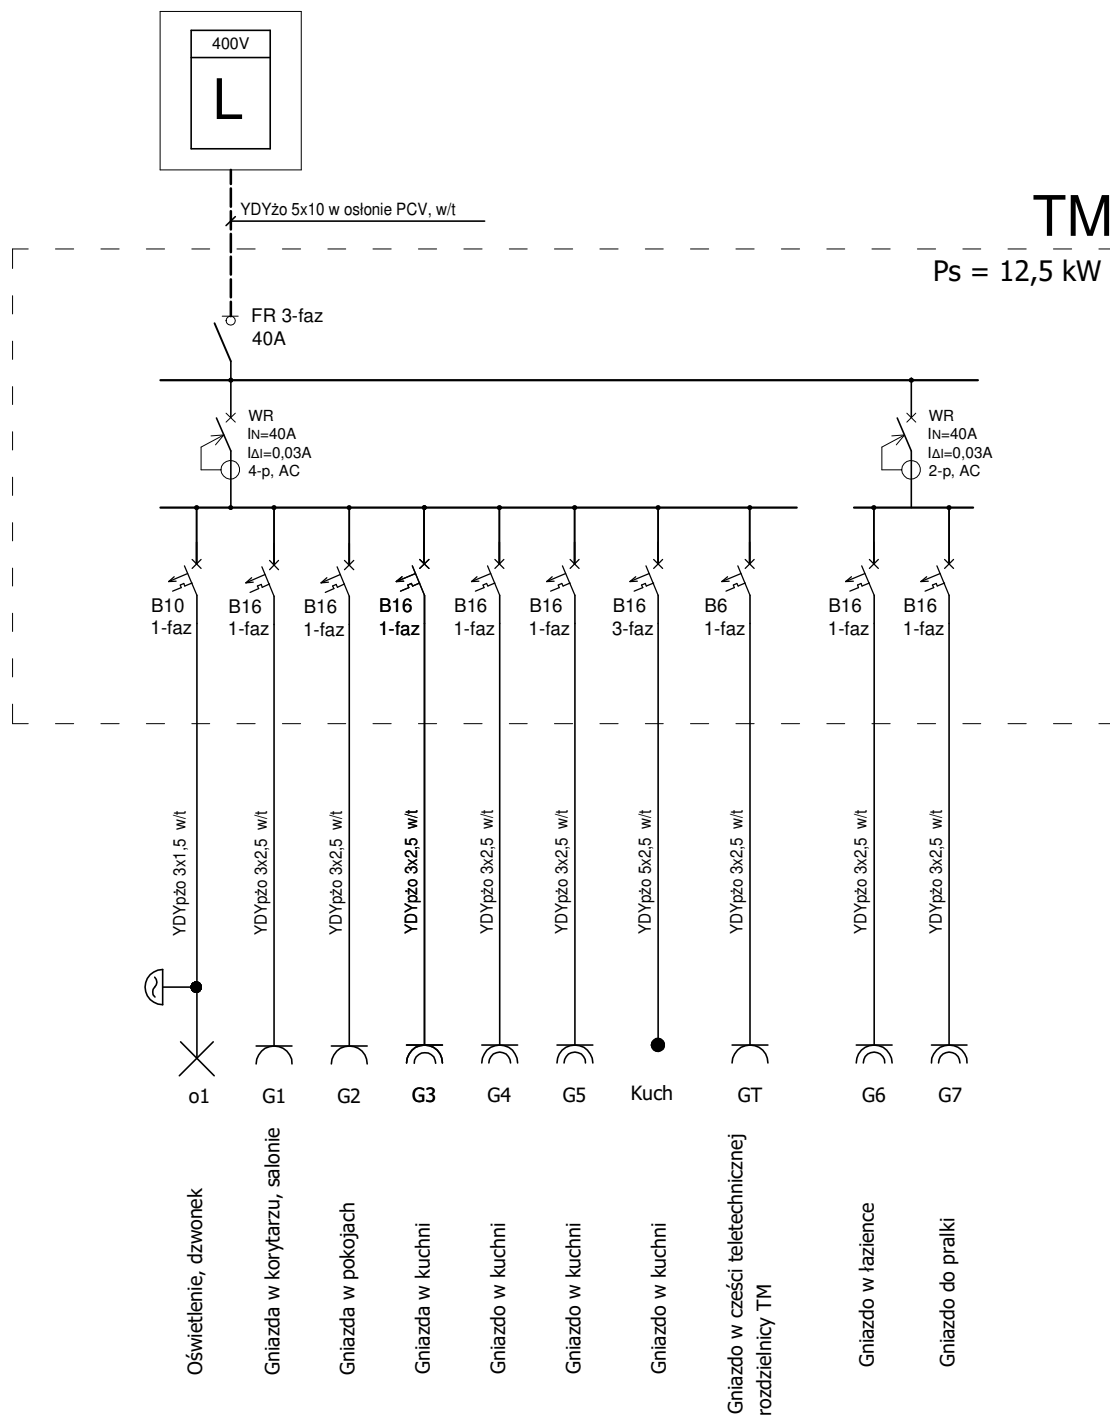 400V
L
YDYżo 5x10 w osłonie PCV, w/t
TM
Ps = 12,5 kW
FR 3-faz
40A
WR
IN=40A
IΔI=0,03A
4-p, AC
WR
IN=40A
IΔI=0,03A
2-p, AC
B10
1-faz
B16
1-faz
B16
1-faz
B16
1-faz
B16
1-faz
B16
1-faz
B16
3-faz
B6
1-faz
B16
1-faz
B16
1-faz
YDYpżo 3x1,5 w/t
YDYpżo 3x2,5 w/t
YDYpżo 3x2,5 w/t
YDYpżo 3x2,5 w/t
YDYpżo 3x2,5 w/t
YDYpżo 3x2,5 w/t
YDYpżo 5x2,5 w/t
YDYpżo 3x2,5 w/t
YDYpżo 3x2,5 w/t
YDYpżo 3x2,5 w/t
o1
G1
G2
G3
G4
G5
Kuch
GT
G6
G7
Oświetlenie, dzwonek
Gniazda w korytarzu, salonie
Gniazda w pokojach
Gniazda w kuchni
Gniazdo w kuchni
Gniazdo w kuchni
Gniazdo w kuchni
Gniazdo w cześci teletechnicznej
rozdzielnicy TM
Gniazdo w łazience
Gniazdo do pralki